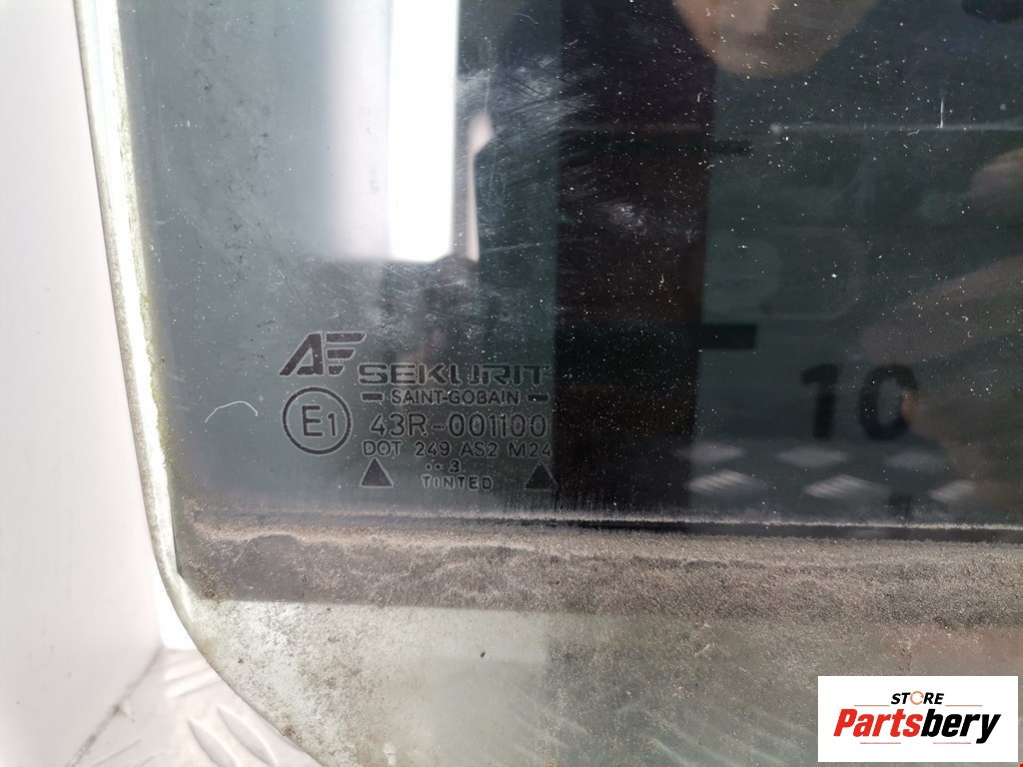 AF SEKURIT
SAINT-GOBAIN
E1 43R-001100
DOT 249 AS2 M24
.. 3
TINTED
10
STORE
Partsbery